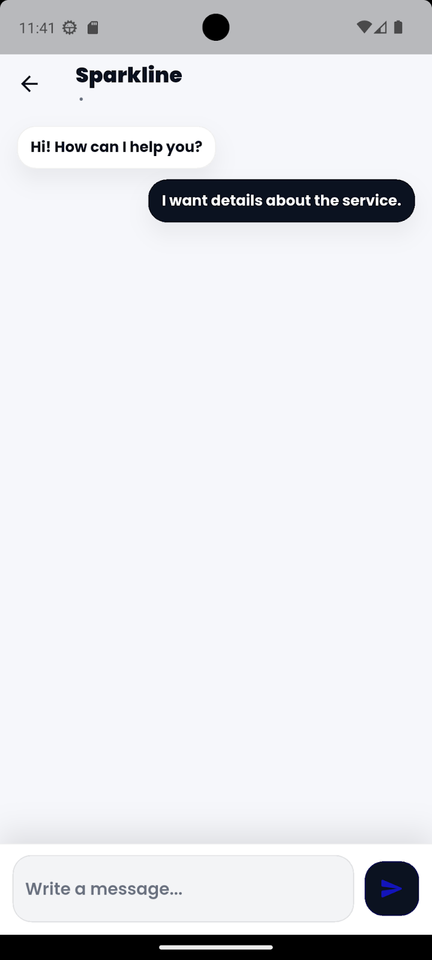 11:41
Sparkline
Hi! How can I help you?
I want details about the service.
Write a message...